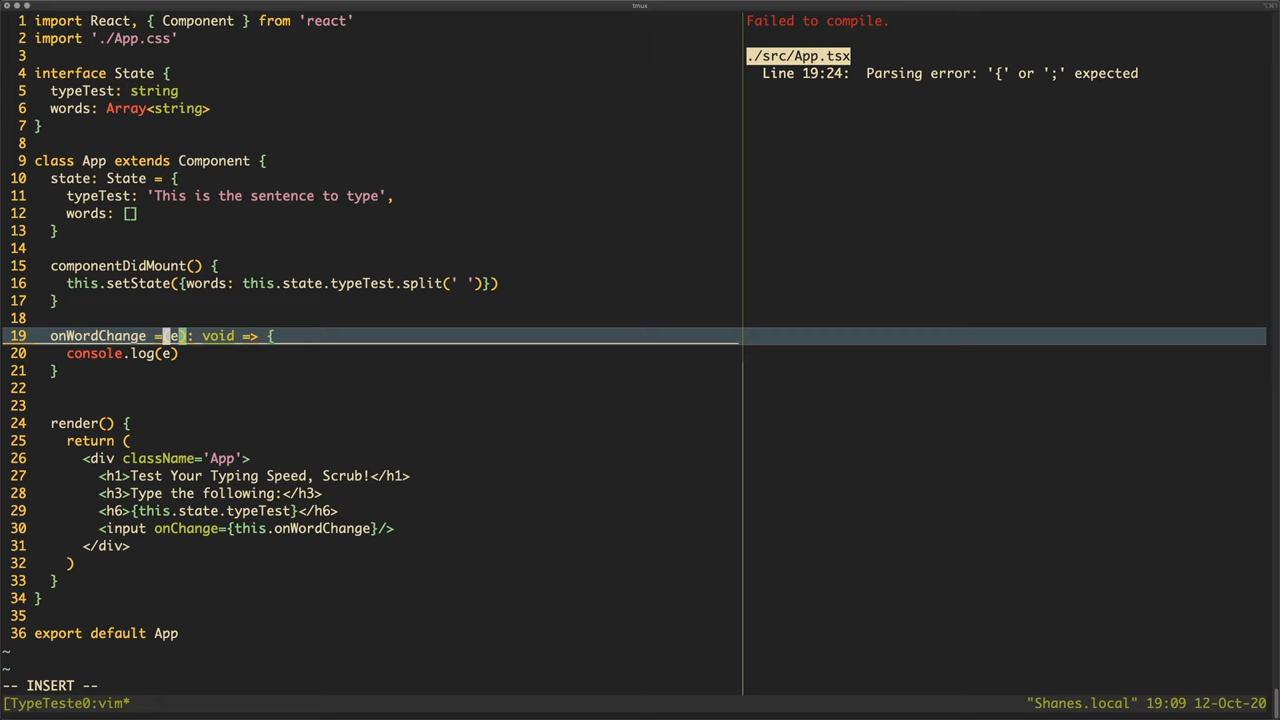 tmux
1 import React, { Component } from 'react'
2 import './App.css'
3
4 interface State {
5 typeTest: string
6 words: Array<string>
7 }
8
9 class App extends Component {
10 state: State = {
11 typeTest: 'This is the sentence to type',
12 words: []
13 }
14
15 componentDidMount() {
16 this.setState({words: this.state.typeTest.split(' ')})
17 }
18
19 onWordChange =(e): void => {
20 console.log(e)
21 }
22
23
24 render() {
25 return (
26 <div className='App'>
27 <h1>Test Your Typing Speed, Scrub!</h1>
28 <h3>Type the following:</h3>
29 <h6>{this.state.typeTest}</h6>
30 <input onChange={this.onWordChange}/>
31 </div>
32 )
33 }
34 }
35
36 export default App
~
~
-- INSERT --
Failed to compile.
./src/App.tsx
Line 19:24: Parsing error: '{' or ';' expected
[TypeTeste0:vim* "Shanes.local" 19:09 12-Oct-20